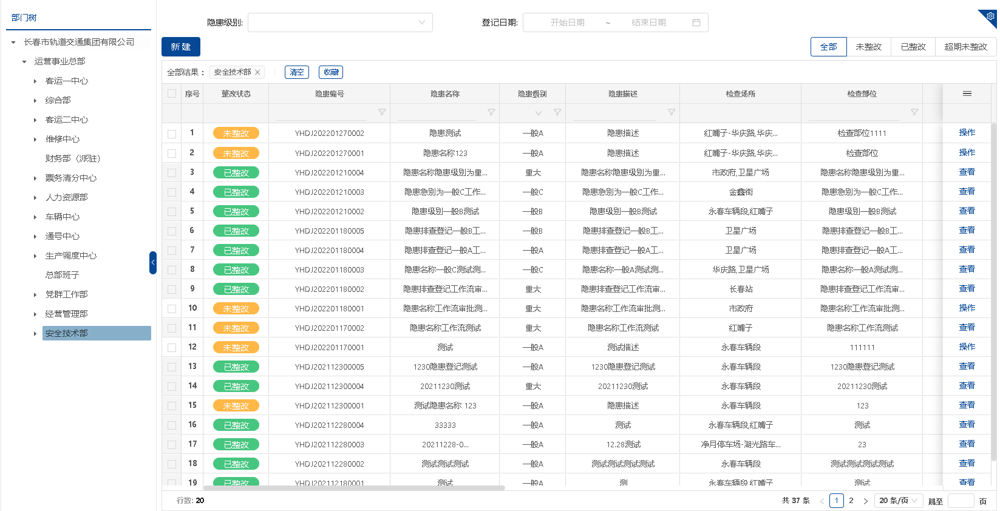 部门树
长春市轨道交通集团有限公司
运营事业总部
客运一中心
综合部
客运二中心
维修中心
财务部（派驻）
票务清分中心
人力资源部
车辆中心
通号中心
生产调度中心
总部班子
党群工作部
经营管理部
安全技术部
隐患级别: 登记日期: 开始日期 ~ 结束日期
新 建 全部 未整改 已整改 超期未整改
全部结果： 安全技术部 清空 收藏
序号 整改状态 隐患编号 隐患名称 隐患级别 隐患描述 检查场所 检查部位
1 未整改 YHDJ202201270002 隐患测试 一般A 隐患描述 红嘴子-华庆路,华庆... 检查部位1111 操作
2 未整改 YHDJ202201270001 隐患名称123 一般A 隐患描述 红嘴子-华庆路,华庆... 检查部位 操作
3 已整改 YHDJ202201210004 隐患名称隐患级别为重... 重大 隐患名称隐患级别为重... 市政府,卫星广场 隐患名称隐患级别为重... 查看
4 已整改 YHDJ202201210003 隐患急别为一般C工作... 一般C 隐患急别为一般C工作... 金鑫街 隐患急别为一般C工作... 查看
5 已整改 YHDJ202201210002 隐患级别一般B测试 一般B 隐患级别一般B测试 永春车辆段,红嘴子 隐患级别一般B测试 查看
6 已整改 YHDJ202201180005 隐患排查登记一般B工... 一般B 隐患排查登记一般B工... 卫星广场 隐患排查登记一般B工... 查看
7 已整改 YHDJ202201180004 隐患排查登记一般A工... 一般A 隐患排查登记一般A工... 卫星广场 隐患排查登记一般A工... 查看
8 已整改 YHDJ202201180003 隐患名称一般C测试测... 一般C 隐患名称一般A测试测... 华庆路,卫星广场 隐患名称一般A测试测... 查看
9 已整改 YHDJ202201180002 隐患排查登记工作流审... 重大 隐患排查登记工作流审... 长春站 隐患排查登记工作流审... 查看
10 未整改 YHDJ202201180001 隐患名称工作流审批测... 重大 隐患名称工作流审批测... 市政府 隐患名称工作流审批测... 操作
11 未整改 YHDJ202201170002 隐患名称工作流测试 重大 隐患名称工作流测试 红嘴子 隐患名称工作流测试 查看
12 未整改 YHDJ202201170001 测试 一般A 测试描述 永春车辆段 111111 操作
13 已整改 YHDJ202112300005 1230隐患登记测试 一般A 1230隐患登记测试 永春车辆段 1230隐患登记测试 查看
14 已整改 YHDJ202112300004 20211230测试 重大 20211230测试 永春车辆段 20211230测试 查看
15 未整改 YHDJ202112300001 测试隐患名称 123 一般A 隐患描述 永春车辆段 123 查看
16 已整改 YHDJ202112280004 33333 一般A 测试 永春车辆段,红嘴子 测试 查看
17 已整改 YHDJ202112280003 20211228-0... 一般A 12.28测试 净月停车场-湖光路车... 23 查看
18 已整改 YHDJ202112280002 测试测试测试 一般A 测试测试测试测试 永春车辆段 测试测试测试测试 查看
19 已整改 YHDJ202112180001 测试 一般A 测 永春车辆段,红嘴子 测试 查看
行数: 20 共 37 条 1 2 20 条/页 跳至 页